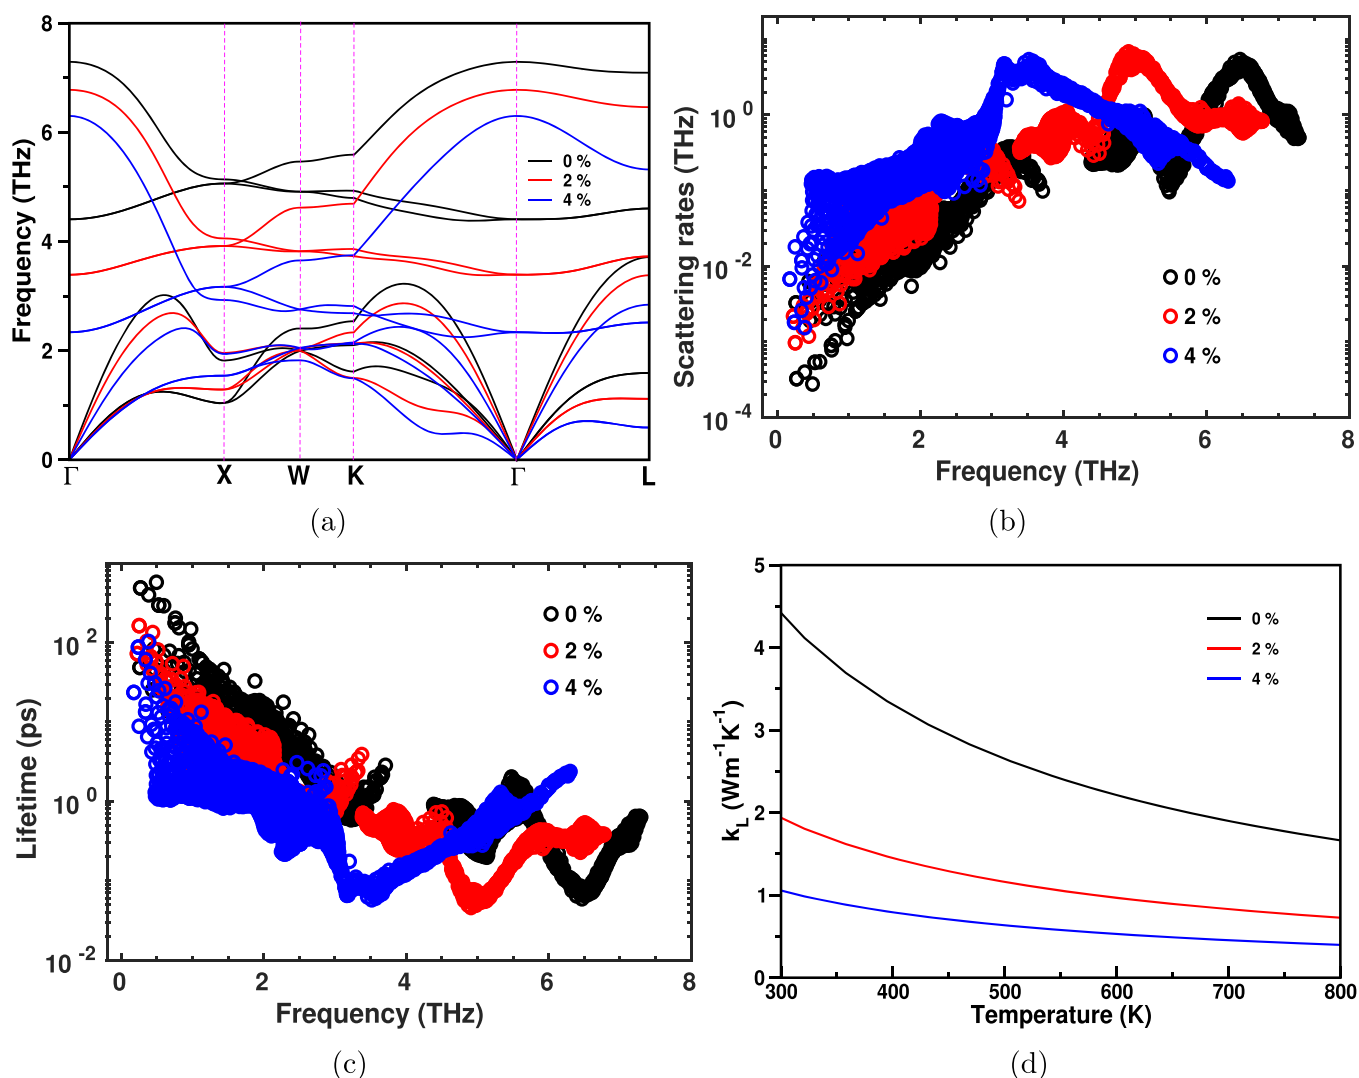 8
6
4
2
0
Frequency (THz)
0 %
2 %
4 %
Γ X W K Γ L
(a)
10^0
10^-2
10^-4
Scattering rates (THz)
0 %
2 %
4 %
0 2 4 6 8
Frequency (THz)
(b)
10^2
10^0
10^-2
Lifetime (ps)
0 %
2 %
4 %
0 2 4 6 8
Frequency (THz)
(c)
5
4
3
2
1
0
k_L (Wm^-1K^-1)
0 %
2 %
4 %
300 400 500 600 700 800
Temperature (K)
(d)